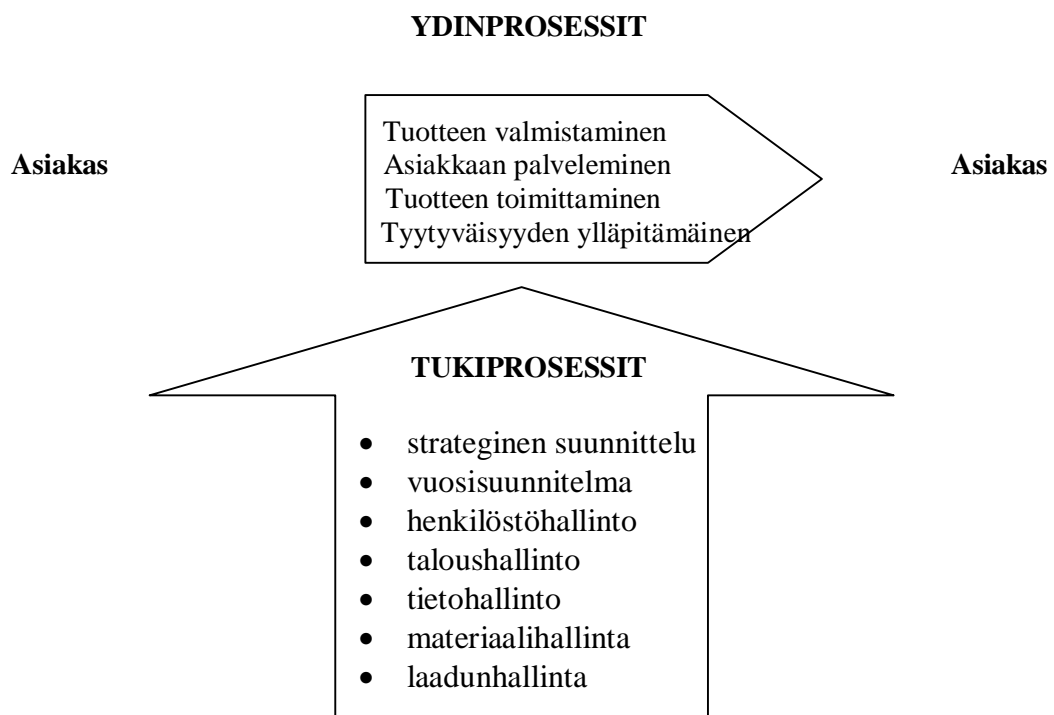 YDINPROSESSIT
Tuotteen valmistaminen
Asiakas Asiakkaan palveleminen Asiakas
Tuotteen toimittaminen
Tyytyväisyyden ylläpitämäinen
TUKIPROSESSIT
• strateginen suunnittelu
• vuosisuunnitelma
• henkilöstöhallinto
• taloushallinto
• tietohallinto
• materiaalihallinta
• laadunhallinta